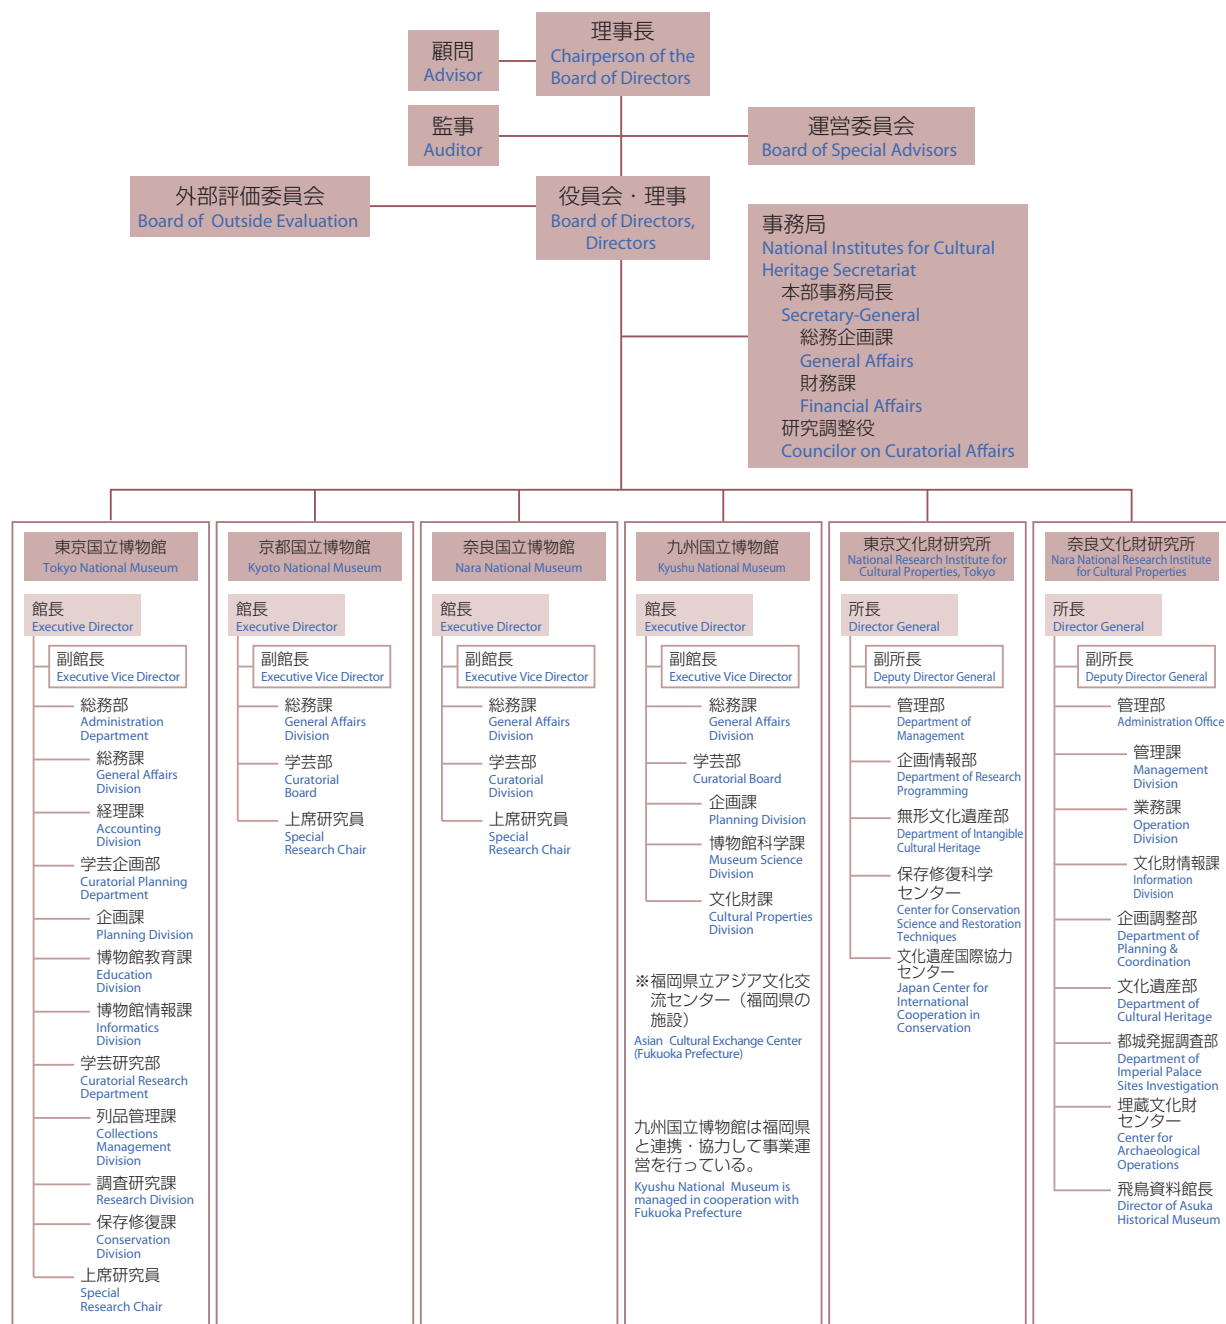 理事長
Chairperson of the
Board of Directors
顧問
Advisor
監事
Auditor
運営委員会
Board of Special Advisors
外部評価委員会
Board of Outside Evaluation
役員会・理事
Board of Directors,
Directors
事務局
National Institutes for Cultural
Heritage Secretariat
本部事務局長
Secretary-General
総務企画課
General Affairs
財務課
Financial Affairs
研究調整役
Councilor on Curatorial Affairs
東京国立博物館
Tokyo National Museum
館長
Executive Director
副館長
Executive Vice Director
総務部
Administration
Department
総務課
General Affairs
Division
経理課
Accounting
Division
学芸企画部
Curatorial Planning
Department
企画課
Planning Division
博物館教育課
Education
Division
博物館情報課
Informatics
Division
学芸研究部
Curatorial Research
Department
列品管理課
Collections
Management
Division
調査研究課
Research Division
保存修復課
Conservation
Division
上席研究員
Special
Research Chair
京都国立博物館
Kyoto National Museum
館長
Executive Director
副館長
Executive Vice Director
総務課
General Affairs
Division
学芸部
Curatorial
Board
上席研究員
Special
Research Chair
奈良国立博物館
Nara National Museum
館長
Executive Director
副館長
Executive Vice Director
総務課
General Affairs
Division
学芸部
Curatorial
Division
上席研究員
Special
Research Chair
九州国立博物館
Kyushu National Museum
館長
Executive Director
副館長
Executive Vice Director
総務課
General Affairs
Division
学芸部
Curatorial Board
企画課
Planning Division
博物館科学課
Museum Science
Division
文化財課
Cultural Properties
Division
※福岡県立アジア文化交
流センター（福岡県の
施設）
Asian Cultural Exchange Center
(Fukuoka Prefecture)
九州国立博物館は福岡県
と連携・協力して事業運
営を行っている。
Kyushu National Museum is
managed in cooperation with
Fukuoka Prefecture
東京文化財研究所
National Research Institute for
Cultural Properties, Tokyo
所長
Director General
副所長
Deputy Director General
管理部
Department of
Management
企画情報部
Department of Research
Programming
無形文化遺産部
Department of Intangible
Cultural Heritage
保存修復科学
センター
Center for Conservation
Science and Restoration
Techniques
文化遺産国際協力
センター
Japan Center for
International
Cooperation in
Conservation
奈良文化財研究所
Nara National Research Institute
for Cultural Properties
所長
Director General
副所長
Deputy Director General
管理部
Administration Office
管理課
Management
Division
業務課
Operation
Division
文化財情報課
Information
Division
企画調整部
Department of
Planning &
Coordination
文化遺産部
Department of
Cultural Heritage
都城発掘調査部
Department of
Imperial Palace
Sites Investigation
埋蔵文化財
センター
Center for
Archaeological
Operations
飛鳥資料館長
Director of Asuka
Historical Museum